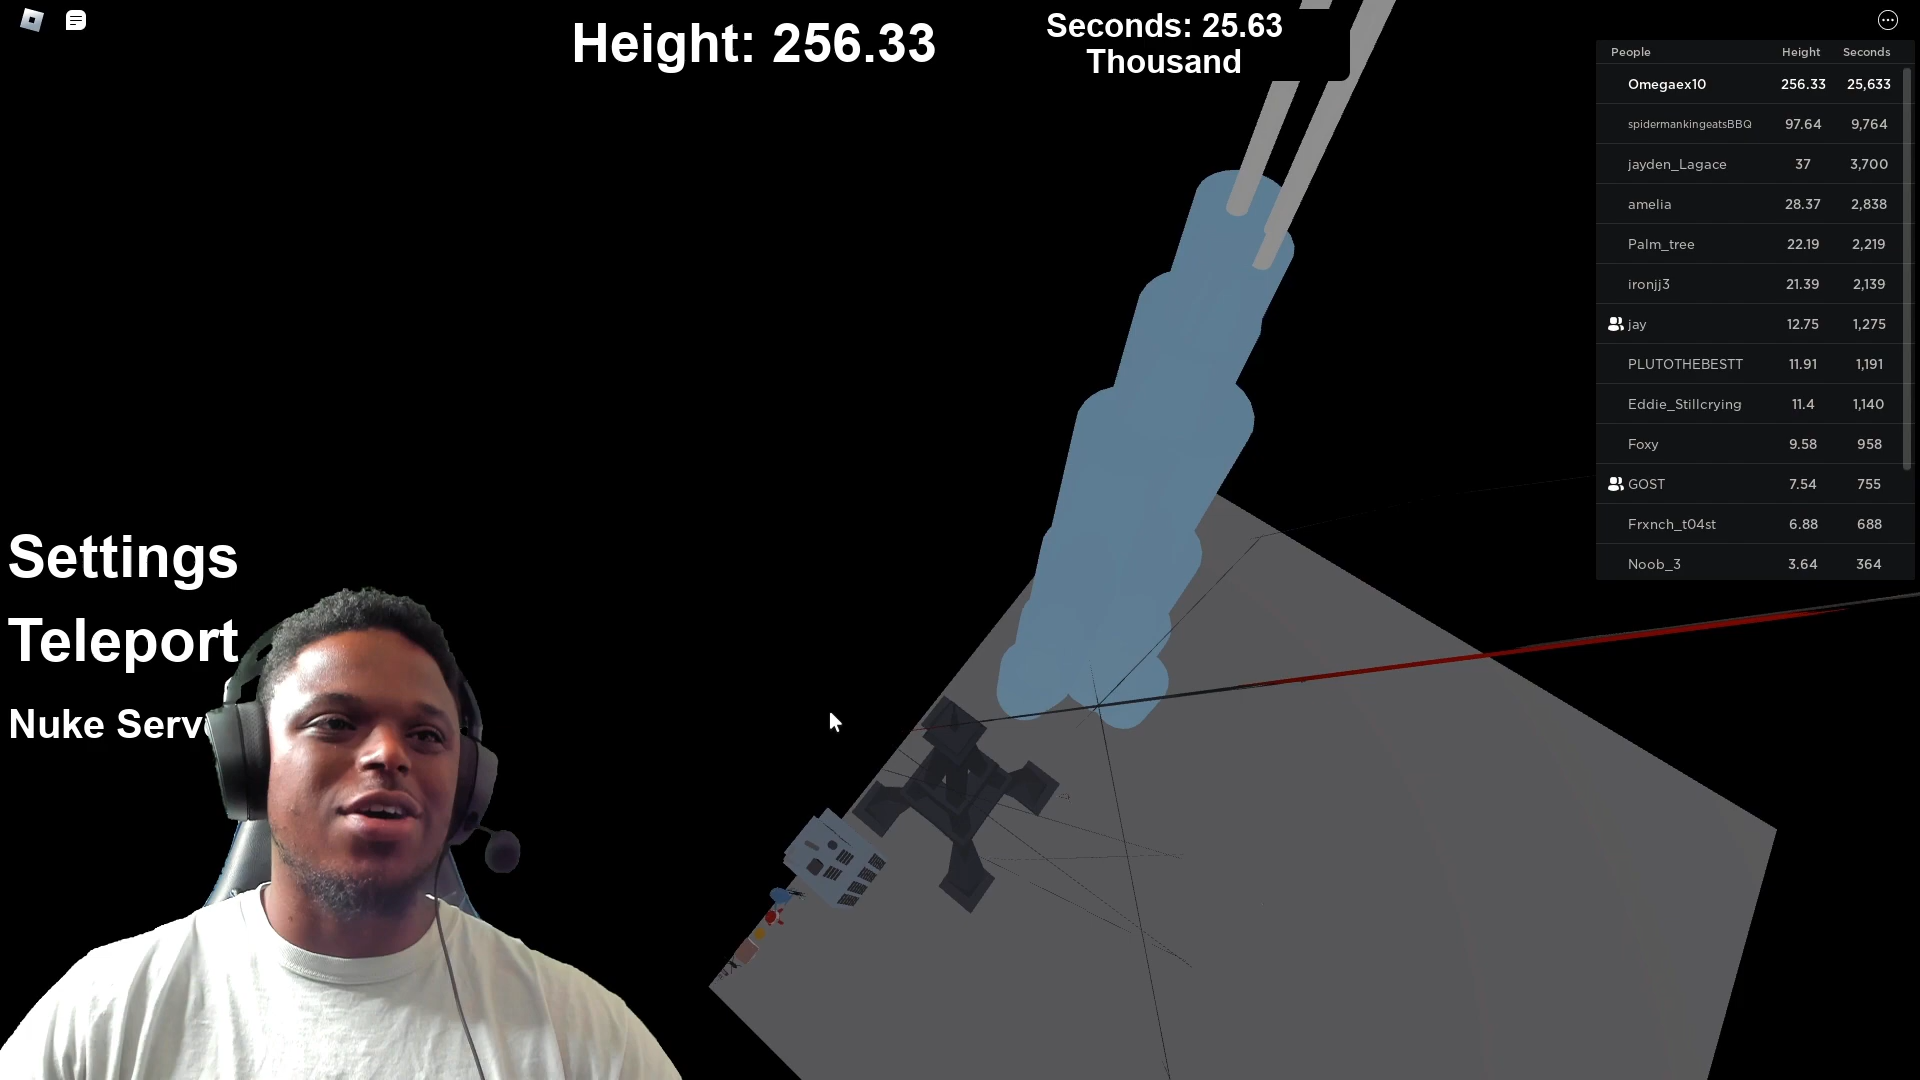 Height: 256.33
Seconds: 25.63
Thousand
People Height Seconds
Omegaex10 256.33 25,633
spidermankingeatsBBQ 97.64 9,764
jayden_Lagace 37 3,700
amelia 28.37 2,838
Palm_tree 22.19 2,219
ironjj3 21.39 2,139
jay 12.75 1,275
PLUTOTHEBESTT 11.91 1,191
Eddie_Stillcrying 11.4 1,140
Foxy 9.58 958
GOST 7.54 755
Frxnch_t04st 6.88 688
Noob_3 3.64 364
Settings
Teleport
Nuke Serv